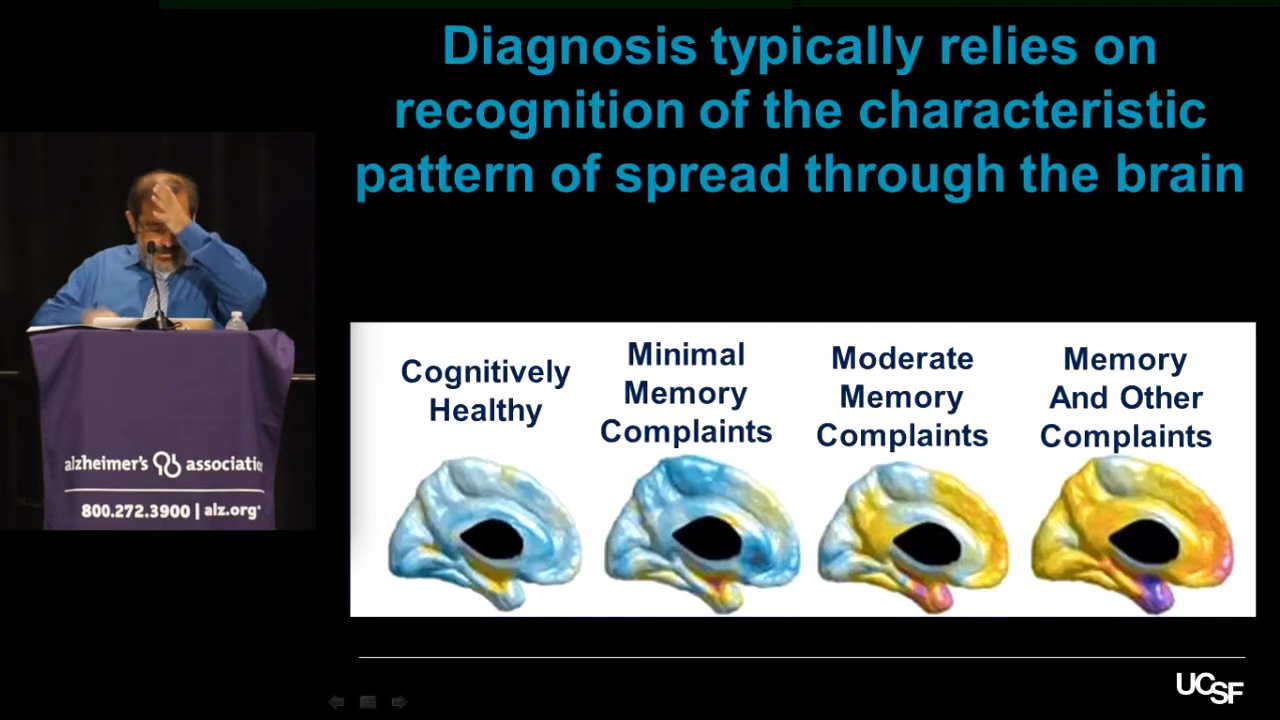 Diagnosis typically relies on
recognition of the characteristic
pattern of spread through the brain
Cognitively
Healthy
Minimal
Memory
Complaints
Moderate
Memory
Complaints
Memory
And Other
Complaints
alzheimer's associatio
800.272.3900 | alz.org®
UCSF